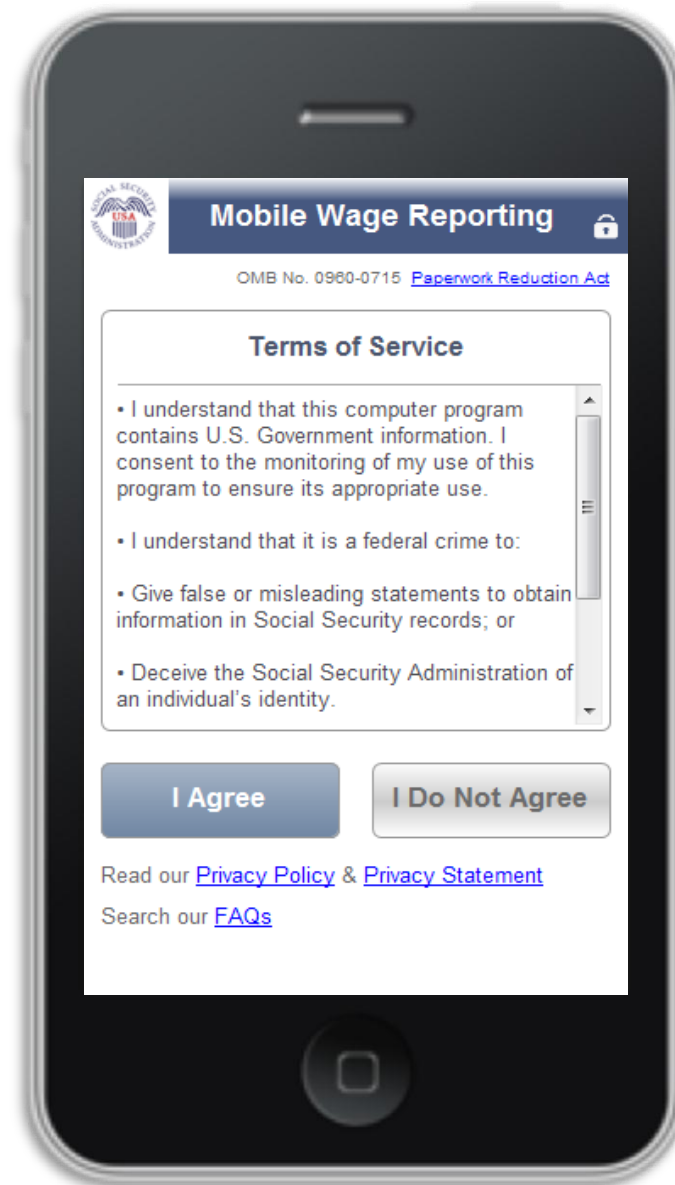 SOCIAL SECURITY
USA
ADMINISTRATION
Mobile Wage Reporting
OMB No. 0960-0715 Paperwork Reduction Act
Terms of Service
• I understand that this computer program
contains U.S. Government information. I
consent to the monitoring of my use of this
program to ensure its appropriate use.
• I understand that it is a federal crime to:
• Give false or misleading statements to obtain
information in Social Security records; or
• Deceive the Social Security Administration of
an individual's identity.
I Agree
I Do Not Agree
Read our Privacy Policy & Privacy Statement
Search our FAQs